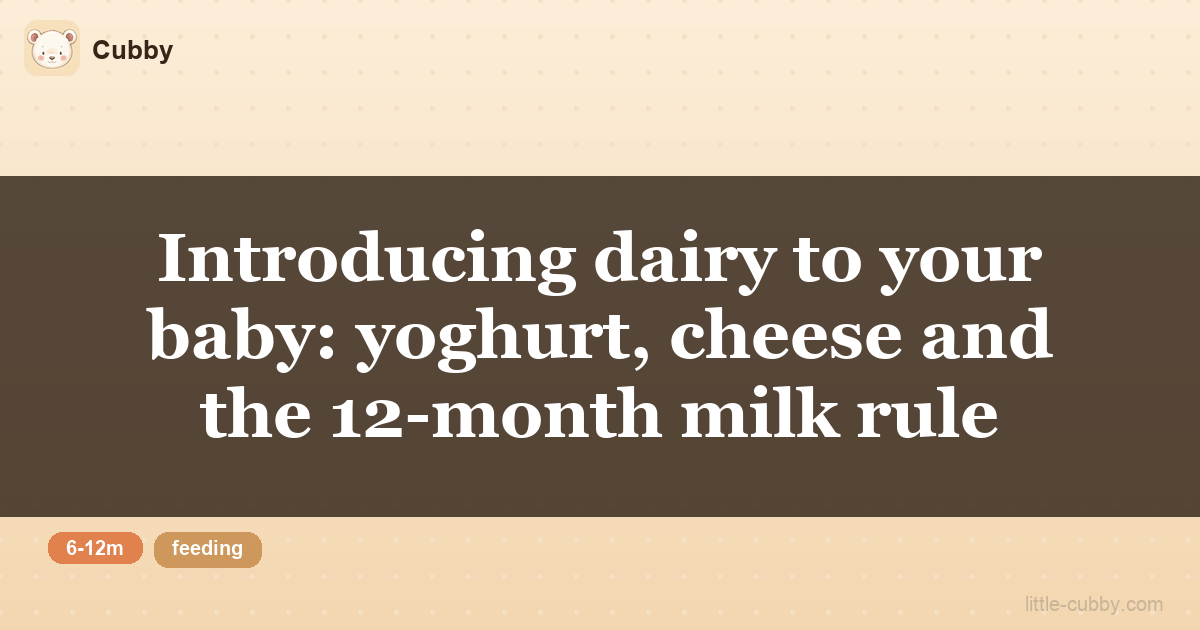 Cubby
Introducing dairy to your
baby: yoghurt, cheese and
the 12-month milk rule
6-12m
feeding
little-cubby.com